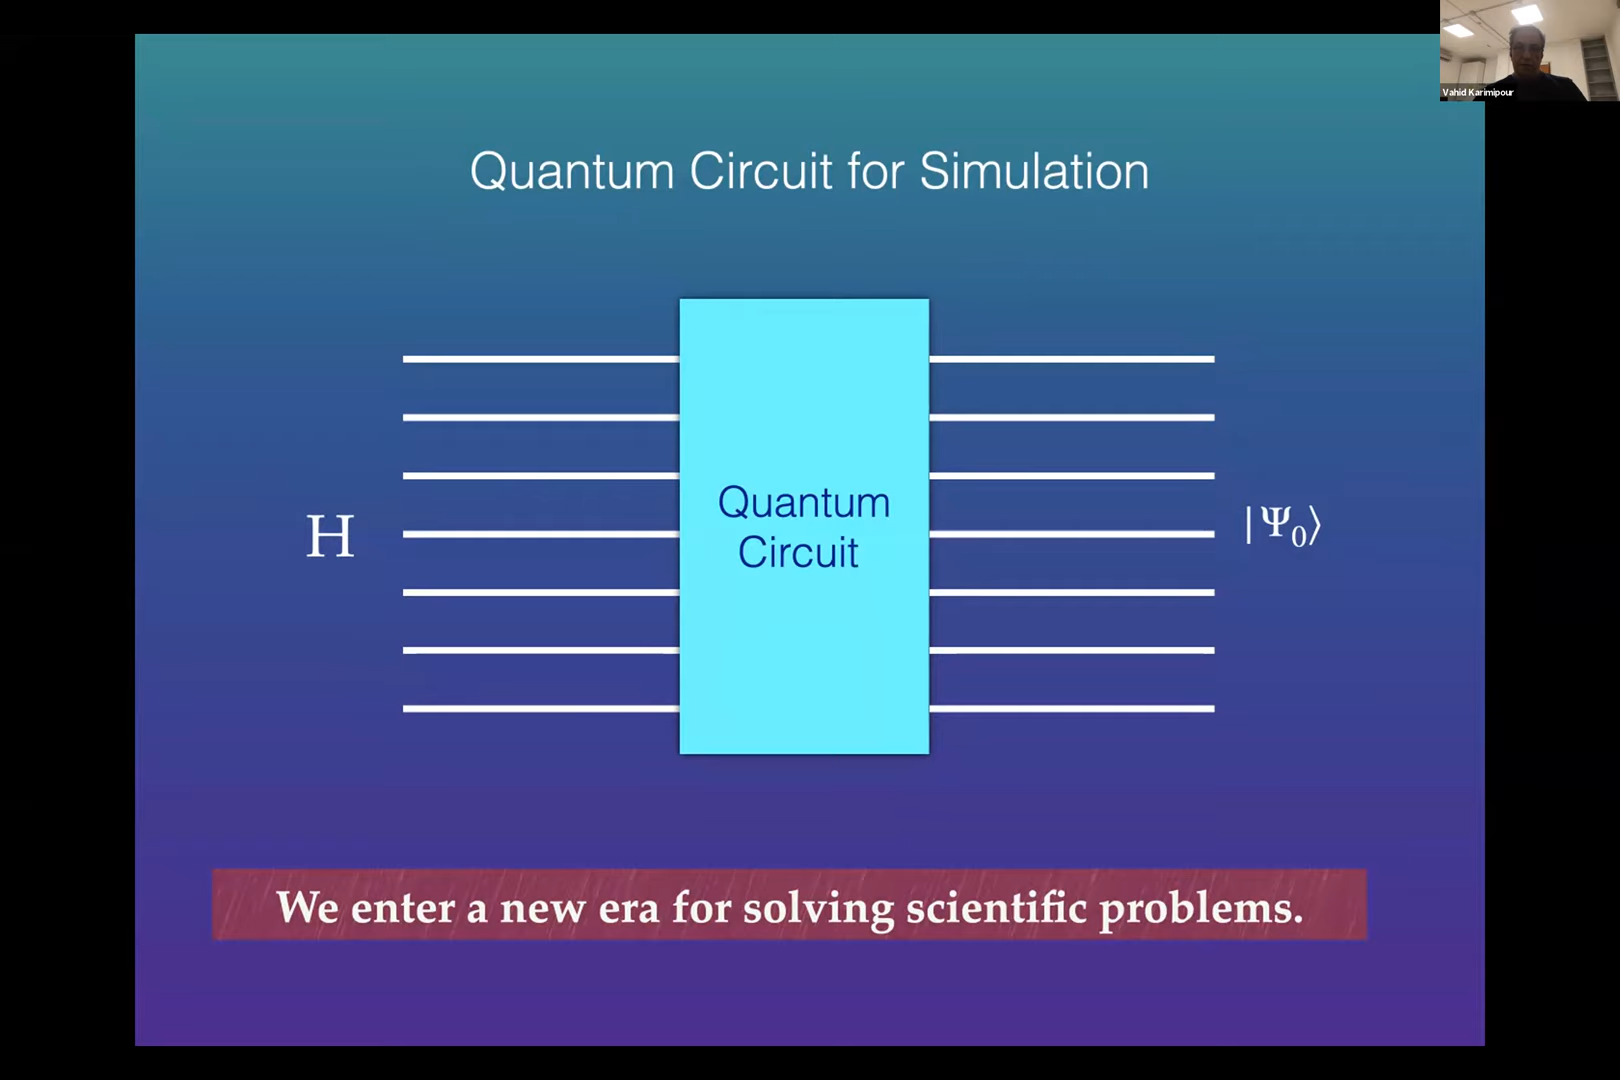 Vahid Karimipour
Quantum Circuit for Simulation
Quantum
Circuit
H
|Ψ₀⟩
We enter a new era for solving scientific problems.